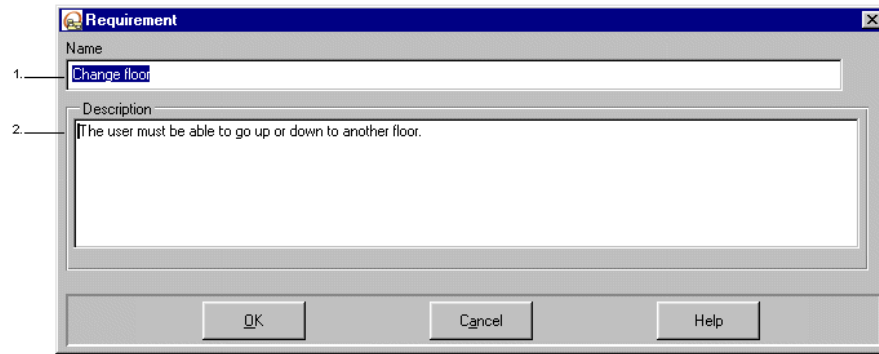 Requirement
Name
1.
Change floor
Description
2.
The user must be able to go up or down to another floor.
OK Cancel Help